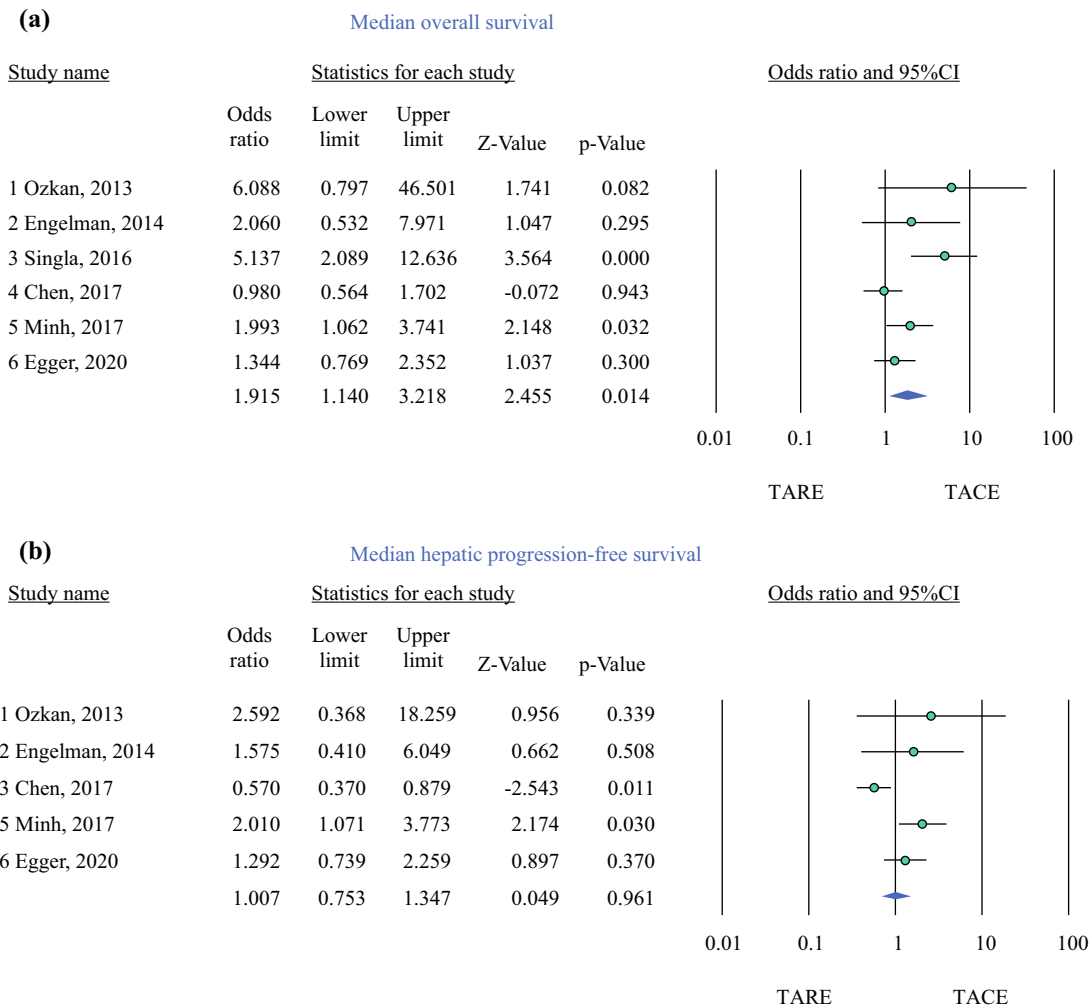 (a)
Median overall survival
Study name Statistics for each study Odds ratio and 95%CI
Odds ratio Lower limit Upper limit Z-Value p-Value
1 Ozkan, 2013 6.088 0.797 46.501 1.741 0.082
2 Engelman, 2014 2.060 0.532 7.971 1.047 0.295
3 Singla, 2016 5.137 2.089 12.636 3.564 0.000
4 Chen, 2017 0.980 0.564 1.702 -0.072 0.943
5 Minh, 2017 1.993 1.062 3.741 2.148 0.032
6 Egger, 2020 1.344 0.769 2.352 1.037 0.300
1.915 1.140 3.218 2.455 0.014
0.01 0.1 1 10 100
TARE TACE
(b)
Median hepatic progression-free survival
Study name Statistics for each study Odds ratio and 95%CI
Odds ratio Lower limit Upper limit Z-Value p-Value
1 Ozkan, 2013 2.592 0.368 18.259 0.956 0.339
2 Engelman, 2014 1.575 0.410 6.049 0.662 0.508
3 Chen, 2017 0.570 0.370 0.879 -2.543 0.011
5 Minh, 2017 2.010 1.071 3.773 2.174 0.030
6 Egger, 2020 1.292 0.739 2.259 0.897 0.370
1.007 0.753 1.347 0.049 0.961
0.01 0.1 1 10 100
TARE TACE